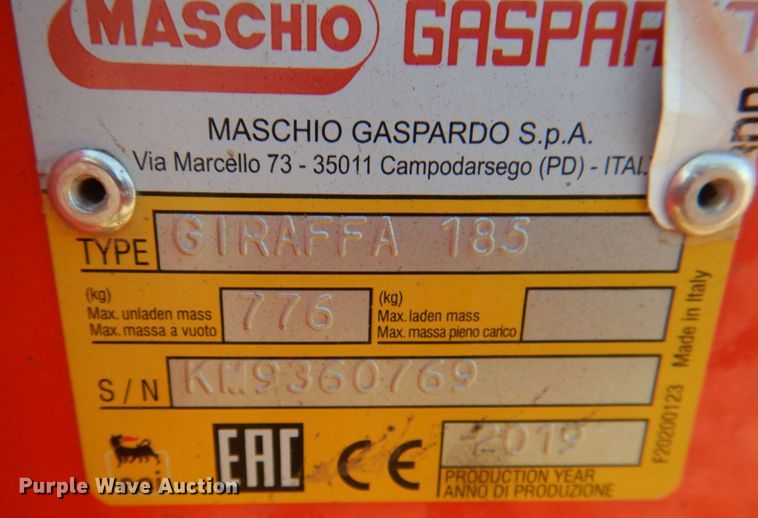 MASCHIO GASPAR
MASCHIO GASPARDO S.p.A.
Via Marcello 73 - 35011 Campodarsego (PD) - ITAL
TYPE GIRAFFA 185
(kg) Max. unladen mass Max. massa a vuoto 776 (kg) Max. laden mass Max. massa pieno carico
S/N KM9360769
EAC CE 2019
PRODUCTION YEAR
ANNO DI PRODUZIONE
F20200123 Made in Italy
Purple Wave Auction